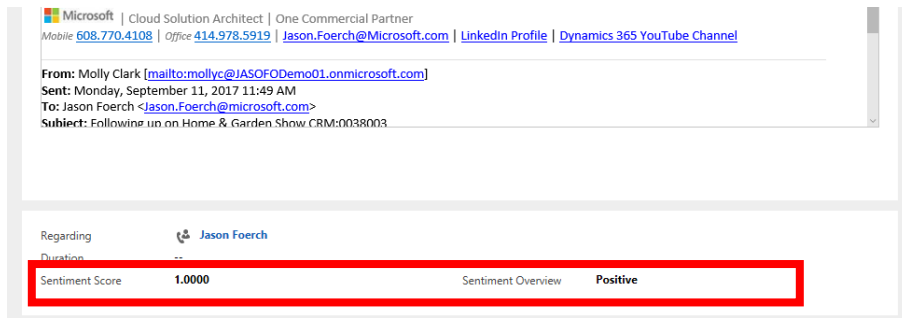 Microsoft | Cloud Solution Architect | One Commercial Partner
Mobile 608.770.4108 | Office 414.978.5919 | Jason.Foerch@Microsoft.com | LinkedIn Profile | Dynamics 365 YouTube Channel
From: Molly Clark [mailto:mollyc@JASOFODemo01.onmicrosoft.com]
Sent: Monday, September 11, 2017 11:49 AM
To: Jason Foerch <Jason.Foerch@microsoft.com>
Subject: Following up on Home & Garden Show CRM:0038003
Regarding Jason Foerch
Duration --
Sentiment Score 1.0000 Sentiment Overview Positive